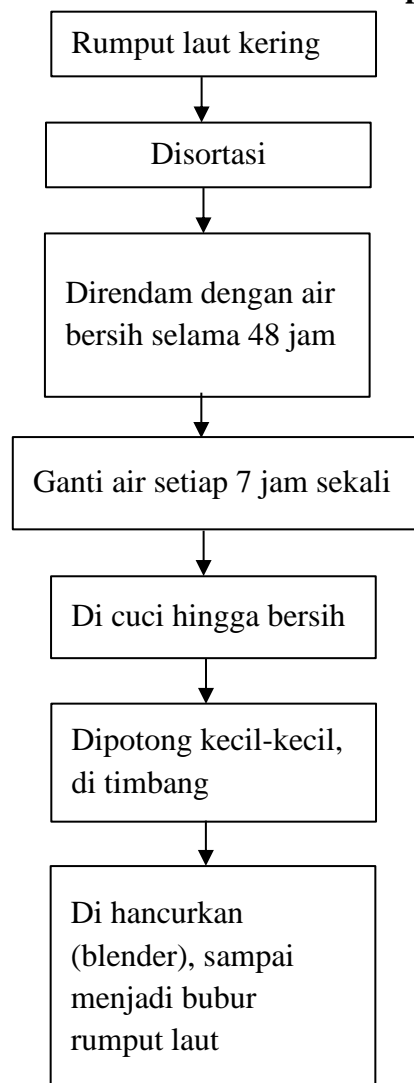 Rumput laut kering
Disortasi
Direndam dengan air
bersih selama 48 jam
Ganti air setiap 7 jam sekali
Di cuci hingga bersih
Dipotong kecil-kecil,
di timbang
Di hancurkan
(blender), sampai
menjadi bubur
rumput laut